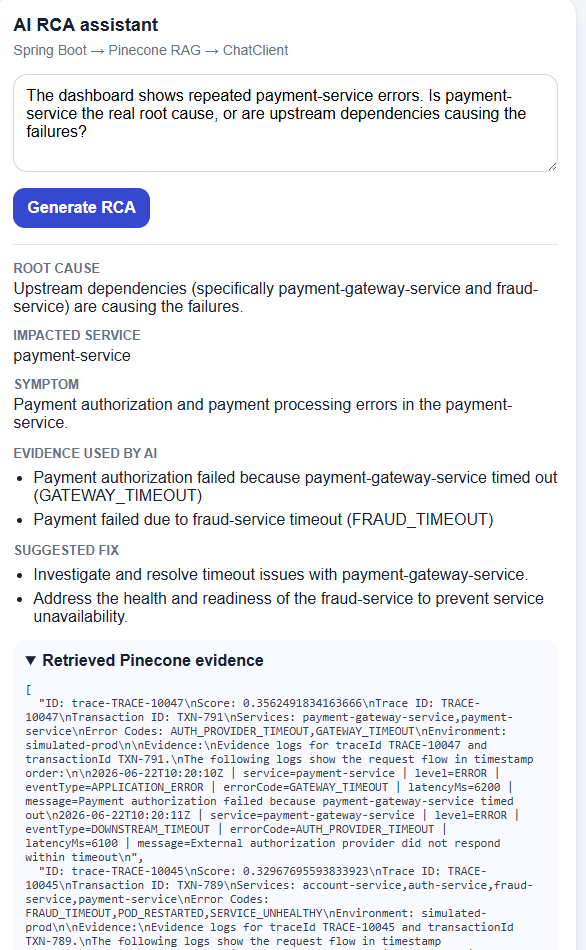 AI RCA assistant
Spring Boot → Pinecone RAG → ChatClient
The dashboard shows repeated payment-service errors. Is payment-
service the real root cause, or are upstream dependencies causing the
failures?
Generate RCA
ROOT CAUSE
Upstream dependencies (specifically payment-gateway-service and fraud-
service) are causing the failures.
IMPACTED SERVICE
payment-service
SYMPTOM
Payment authorization and payment processing errors in the payment-
service.
EVIDENCE USED BY AI
• Payment authorization failed because payment-gateway-service timed out
(GATEWAY_TIMEOUT)
• Payment failed due to fraud-service timeout (FRAUD_TIMEOUT)
SUGGESTED FIX
• Investigate and resolve timeout issues with payment-gateway-service.
• Address the health and readiness of the fraud-service to prevent service
unavailability.
▼ Retrieved Pinecone evidence
[
"ID: trace-TRACE-10047\nScore: 0.3562491834163666\nTrace ID: TRACE-
10047\nTransaction ID: TXN-791\nServices: payment-gateway-service,payment-
service\nError Codes: AUTH_PROVIDER_TIMEOUT,GATEWAY_TIMEOUT\nEnvironment:
simulated-prod\n\nEvidence:\nEvidence logs for traceId TRACE-10047 and
transactionId TXN-791.\nThe following logs show the request flow in timestamp
order:\n\n2026-06-22T10:20:10Z | service=payment-service | level=ERROR |
eventType=APPLICATION_ERROR | errorCode=GATEWAY_TIMEOUT | latencyMs=6200 |
message=Payment authorization failed because payment-gateway-service timed
out\n2026-06-22T10:20:11Z | service=payment-gateway-service | level=ERROR |
eventType=DOWNSTREAM_TIMEOUT | errorCode=AUTH_PROVIDER_TIMEOUT |
latencyMs=6100 | message=External authorization provider did not respond
within timeout\n",
"ID: trace-TRACE-10045\nScore: 0.32967695593833923\nTrace ID: TRACE-
10045\nTransaction ID: TXN-789\nServices: account-service,auth-service,fraud-
service,payment-service\nError Codes:
FRAUD_TIMEOUT,POD_RESTARTED,SERVICE_UNHEALTHY\nEnvironment: simulated-
prod\n\nEvidence:\nEvidence logs for traceId TRACE-10045 and transactionId
TXN-789.\nThe following logs show the request flow in timestamp